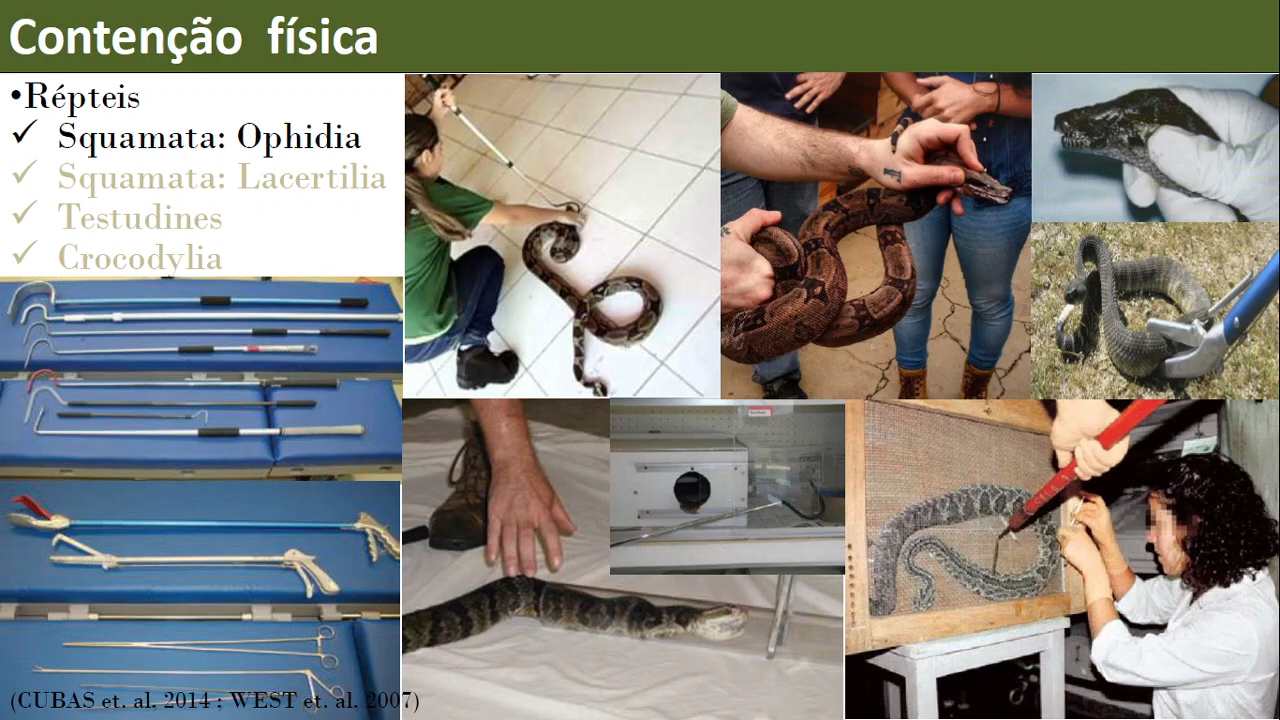 Contenção física
•Répteis
✓ Squamata: Ophidia
✓ Squamata: Lacertilia
✓ Testudines
✓ Crocodylia
(CUBAS et. al, 2014 ; WEST et. al, 2007)